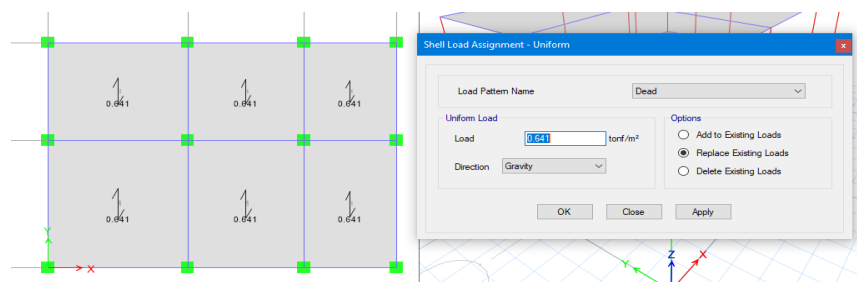 0.641
0.641
0.641
0.641
0.641
0.641
Y
X
Shell Load Assignment - Uniform
Load Pattern Name
Dead
Uniform Load
Load
0.641
tonf/m²
Direction
Gravity
Options
Add to Existing Loads
Replace Existing Loads
Delete Existing Loads
OK
Close
Apply
Z
X
Y